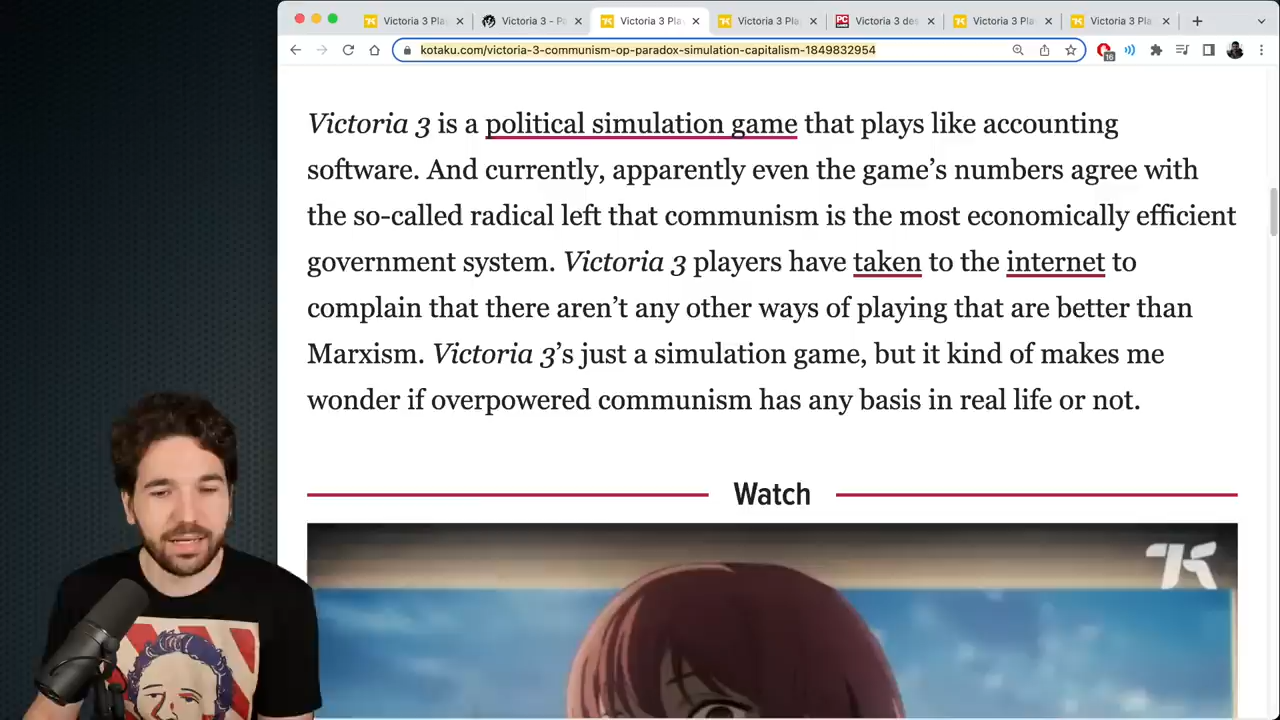 Victoria 3 Pla
Victoria 3 - Pa
Victoria 3 Pla
Victoria 3 Pla
PC
Victoria 3 des
Victoria 3 Pla
Victoria 3 Pla
kotaku.com/victoria-3-communism-op-paradox-simulation-capitalism-1849832954
16
Victoria 3 is a political simulation game that plays like accounting
software. And currently, apparently even the game’s numbers agree with
the so-called radical left that communism is the most economically efficient
government system. Victoria 3 players have taken to the internet to
complain that there aren’t any other ways of playing that are better than
Marxism. Victoria 3’s just a simulation game, but it kind of makes me
wonder if overpowered communism has any basis in real life or not.
Watch